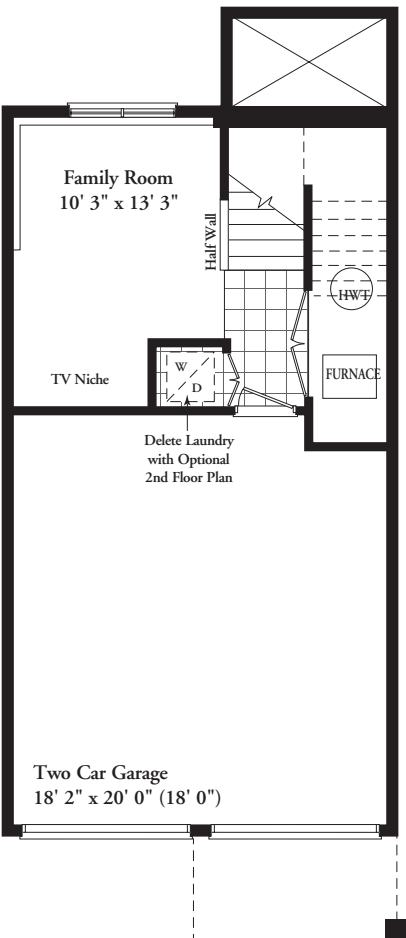 Family Room
10' 3" x 13' 3"
Half Wall
HWT
FURNACE
W
D
TV Niche
Delete Laundry
with Optional
2nd Floor Plan
Two Car Garage
18' 2" x 20' 0" (18' 0")